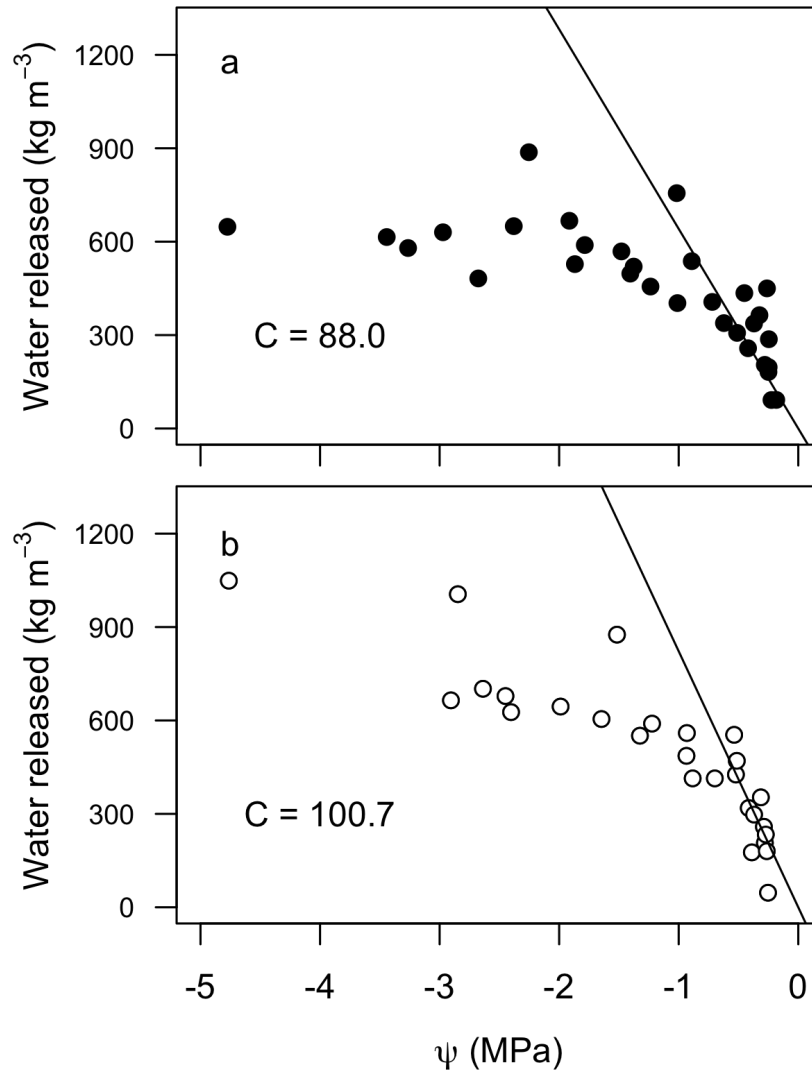 a
1200
900
600
300
0
Water released (kg m⁻³)
C = 88.0
b
1200
900
600
300
0
Water released (kg m⁻³)
C = 100.7
-5 -4 -3 -2 -1 0
ψ (MPa)